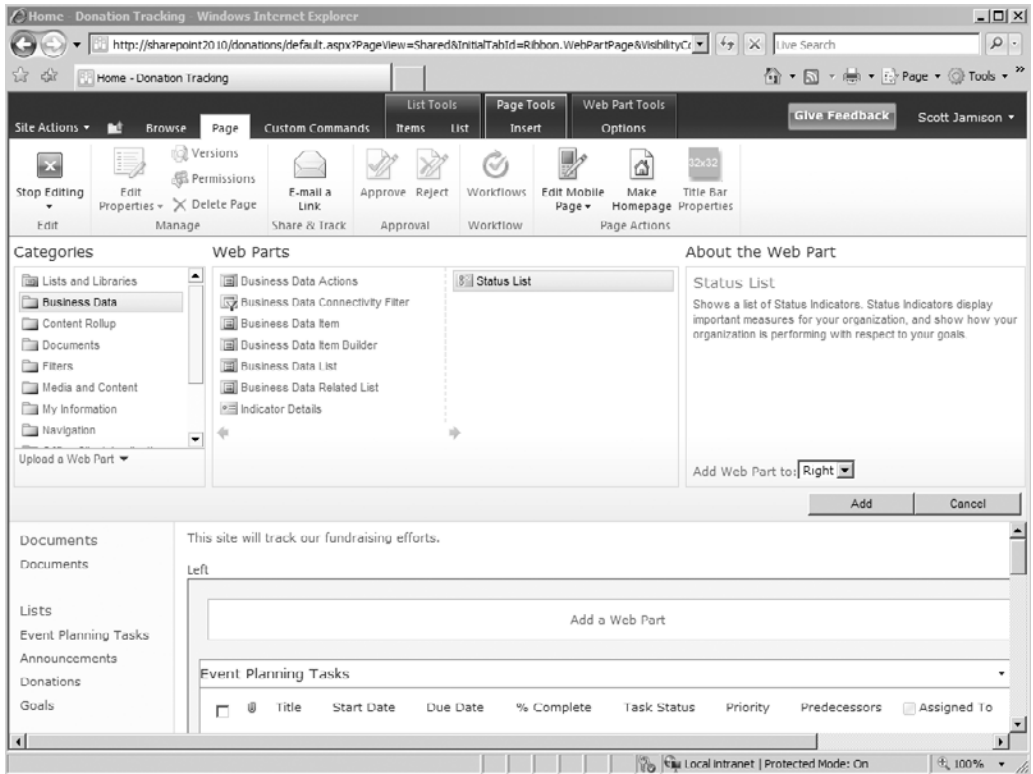 Home - Donation Tracking - Windows Internet Explorer
http://sharepoint2010/donations/default.aspx?PageView=Shared&InitialTabId=Ribbon.WebPartPage&VisibilityCo
Live Search
Home - Donation Tracking
Page Tools
List Tools Page Tools Web Part Tools
Site Actions Browse Page Custom Commands Items List Insert Options Give Feedback Scott Jamison
Stop Editing
Edit Properties
Versions
Permissions
Delete Page
E-mail a Link
Approve Reject
Workflows
Edit Mobile Page
Make Homepage
32x32
Title Bar Properties
Edit Manage Share & Track Approval Workflow Page Actions
Categories
Lists and Libraries
Business Data
Content Rollup
Documents
Filters
Media and Content
My Information
Navigation
Upload a Web Part
Web Parts
Business Data Actions
Business Data Connectivity Filter
Business Data Item
Business Data Item Builder
Business Data List
Business Data Related List
Indicator Details
Status List
About the Web Part
Status List
Shows a list of Status Indicators. Status Indicators display
important measures for your organization, and show how your
organization is performing with respect to your goals.
Add Web Part to: Right
Add Cancel
Documents
Documents
Lists
Event Planning Tasks
Announcements
Donations
Goals
This site will track our fundraising efforts.
Left
Add a Web Part
Event Planning Tasks
Title Start Date Due Date % Complete Task Status Priority Predecessors Assigned To
Local intranet | Protected Mode: On 100%